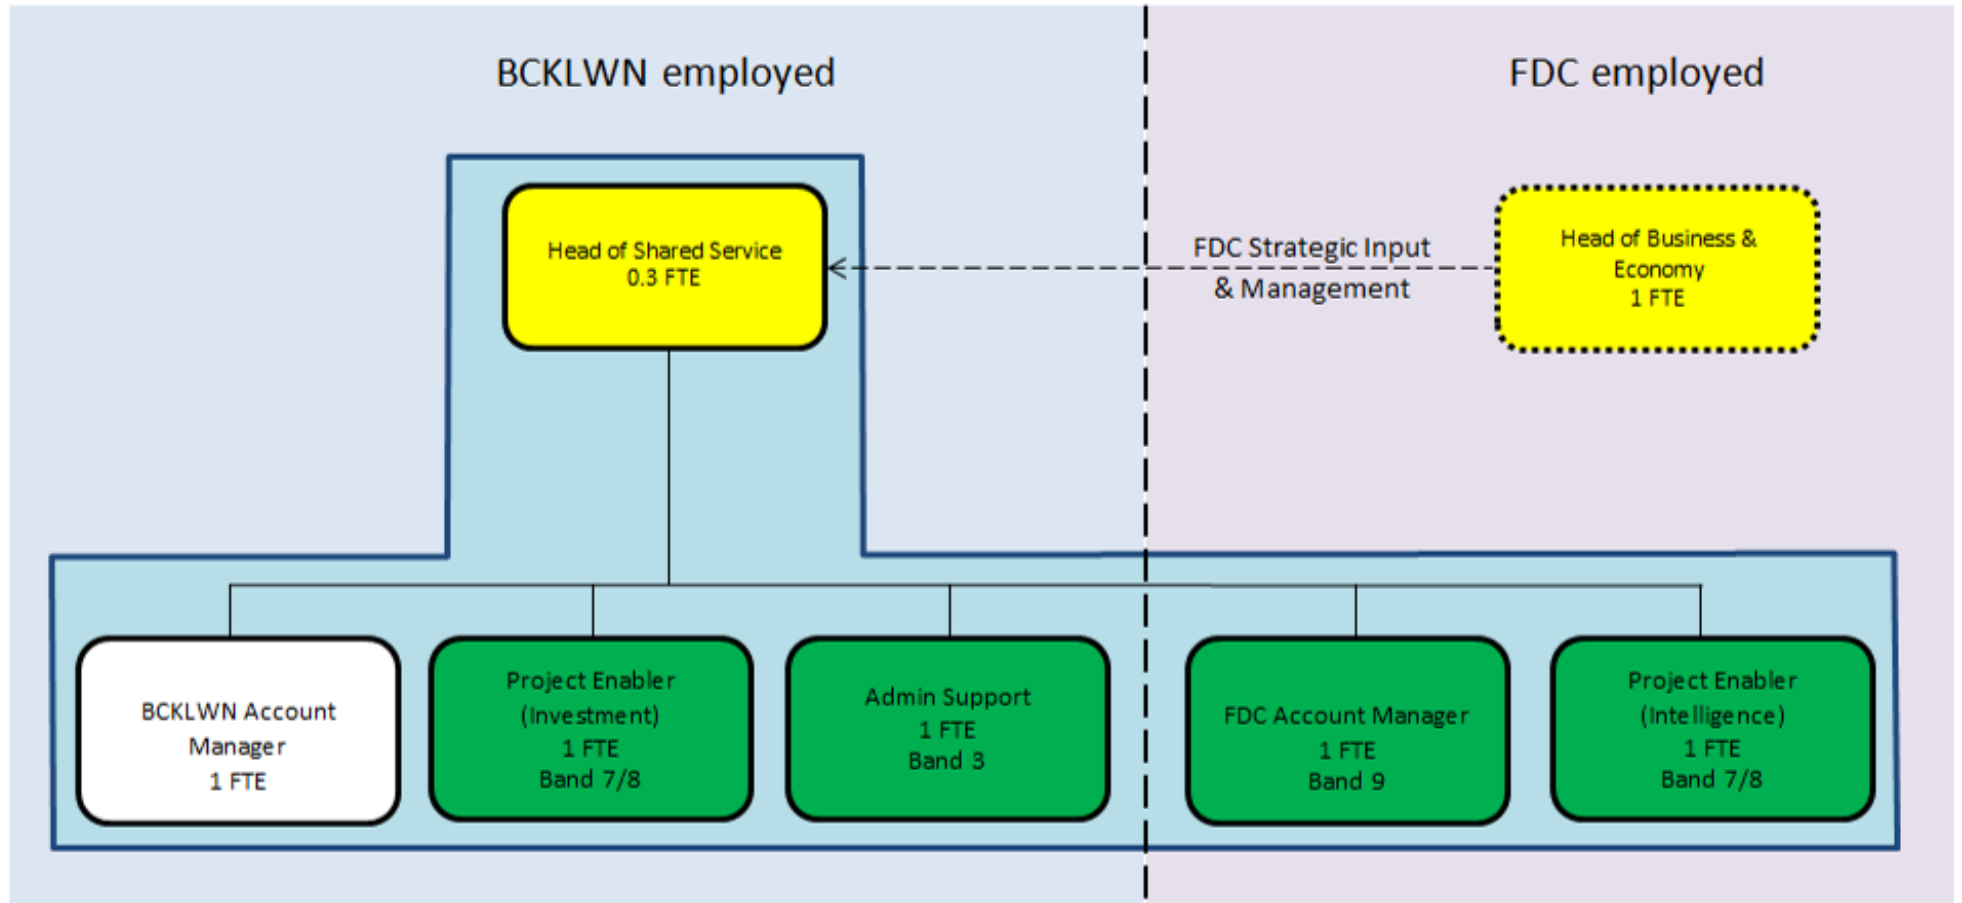 BCKLWN employed
FDC employed
Head of Shared Service
0.3 FTE
FDC Strategic Input
& Management
Head of Business &
Economy
1 FTE
BCKLWN Account
Manager
1 FTE
Project Enabler
(Investment)
1 FTE
Band 7/8
Admin Support
1 FTE
Band 3
FDC Account Manager
1 FTE
Band 9
Project Enabler
(Intelligence)
1 FTE
Band 7/8